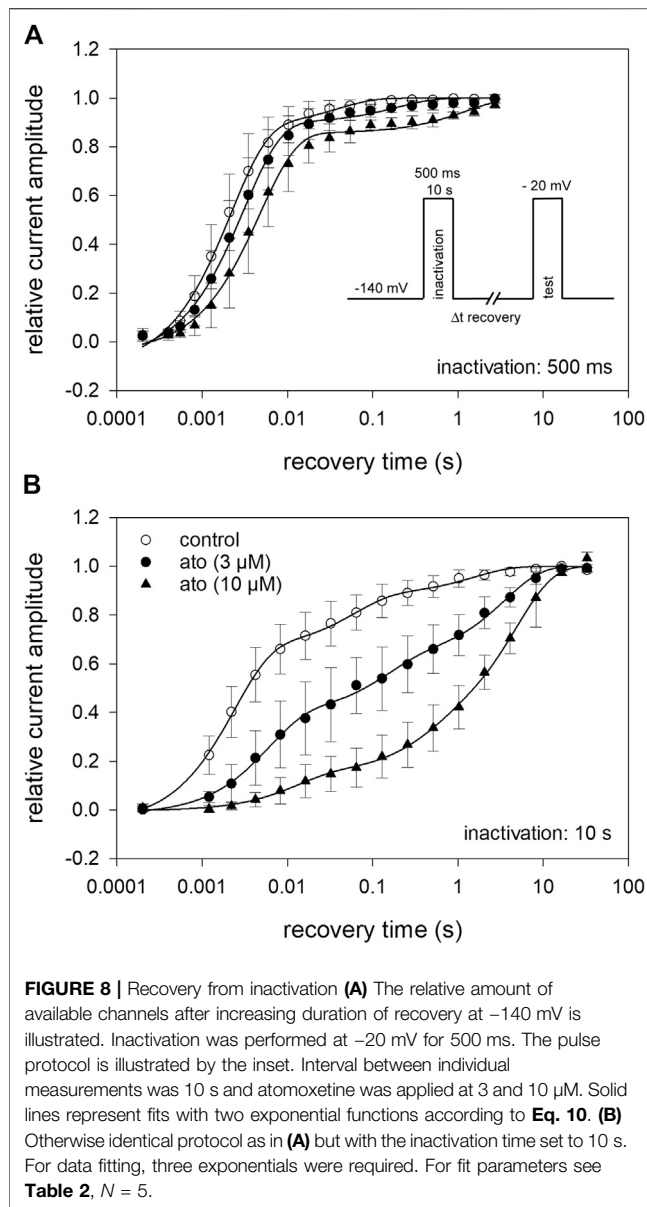 A
1.2
1.0
0.8
0.6
0.4
0.2
0.0
-0.2
relative current amplitude
500 ms
10 s
- 20 mV
-140 mV
inactivation
test
Δt recovery
inactivation: 500 ms
0.0001 0.001 0.01 0.1 1 10 100
recovery time (s)
B
1.2
1.0
0.8
0.6
0.4
0.2
0.0
-0.2
relative current amplitude
control
ato (3 µM)
ato (10 µM)
inactivation: 10 s
0.0001 0.001 0.01 0.1 1 10 100
recovery time (s)
FIGURE 8 | Recovery from inactivation (A) The relative amount of
available channels after increasing duration of recovery at −140 mV is
illustrated. Inactivation was performed at −20 mV for 500 ms. The pulse
protocol is illustrated by the inset. Interval between individual
measurements was 10 s and atomoxetine was applied at 3 and 10 µM. Solid
lines represent fits with two exponential functions according to Eq. 10. (B)
Otherwise identical protocol as in (A) but with the inactivation time set to 10 s.
For data fitting, three exponentials were required. For fit parameters see
Table 2, N = 5.